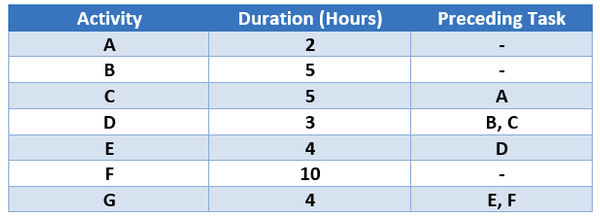 Activity Duration (Hours) Preceding Task
A 2 -
B 5 -
C 5 A
D 3 B, C
E 4 D
F 10 -
G 4 E, F